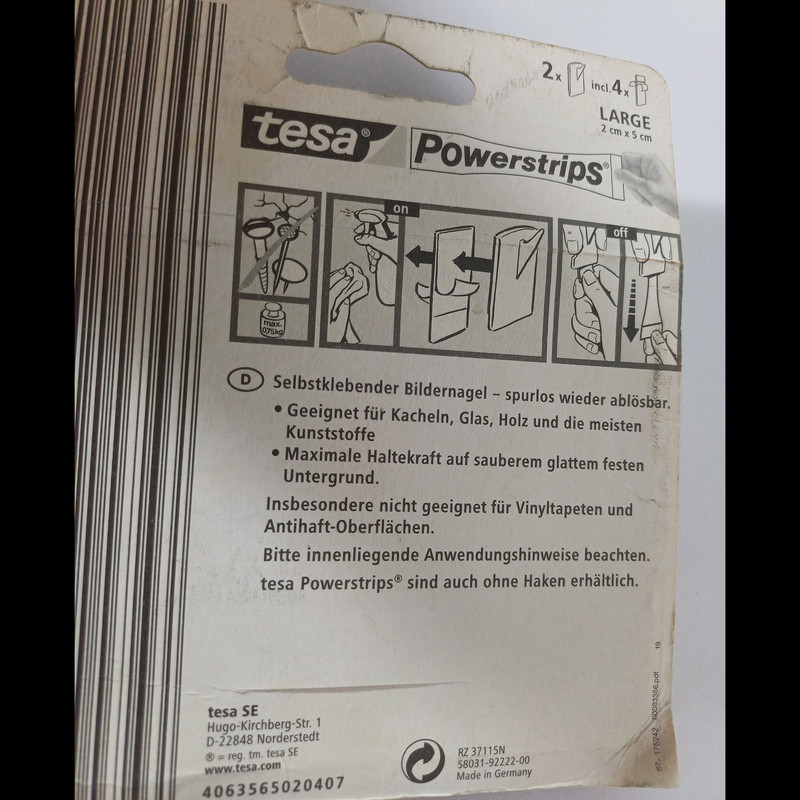 2x incl. 4x
LARGE
2 cm x 5 cm
tesa® Powerstrips®
on
off
max.
0,75kg
D Selbstklebender Bildernagel – spurlos wieder ablösbar.
• Geeignet für Kacheln, Glas, Holz und die meisten
Kunststoffe
• Maximale Haltekraft auf sauberem glattem festen
Untergrund.
Insbesondere nicht geeignet für Vinyltapeten und
Antihaft-Oberflächen.
Bitte innenliegende Anwendungshinweise beachten.
tesa Powerstrips® sind auch ohne Haken erhältlich.
tesa SE
Hugo-Kirchberg-Str. 1
D-22848 Norderstedt
® = reg. tm. tesa SE
www.tesa.com
4063565020407
RZ 37115N
58031-92222-00
Made in Germany
19